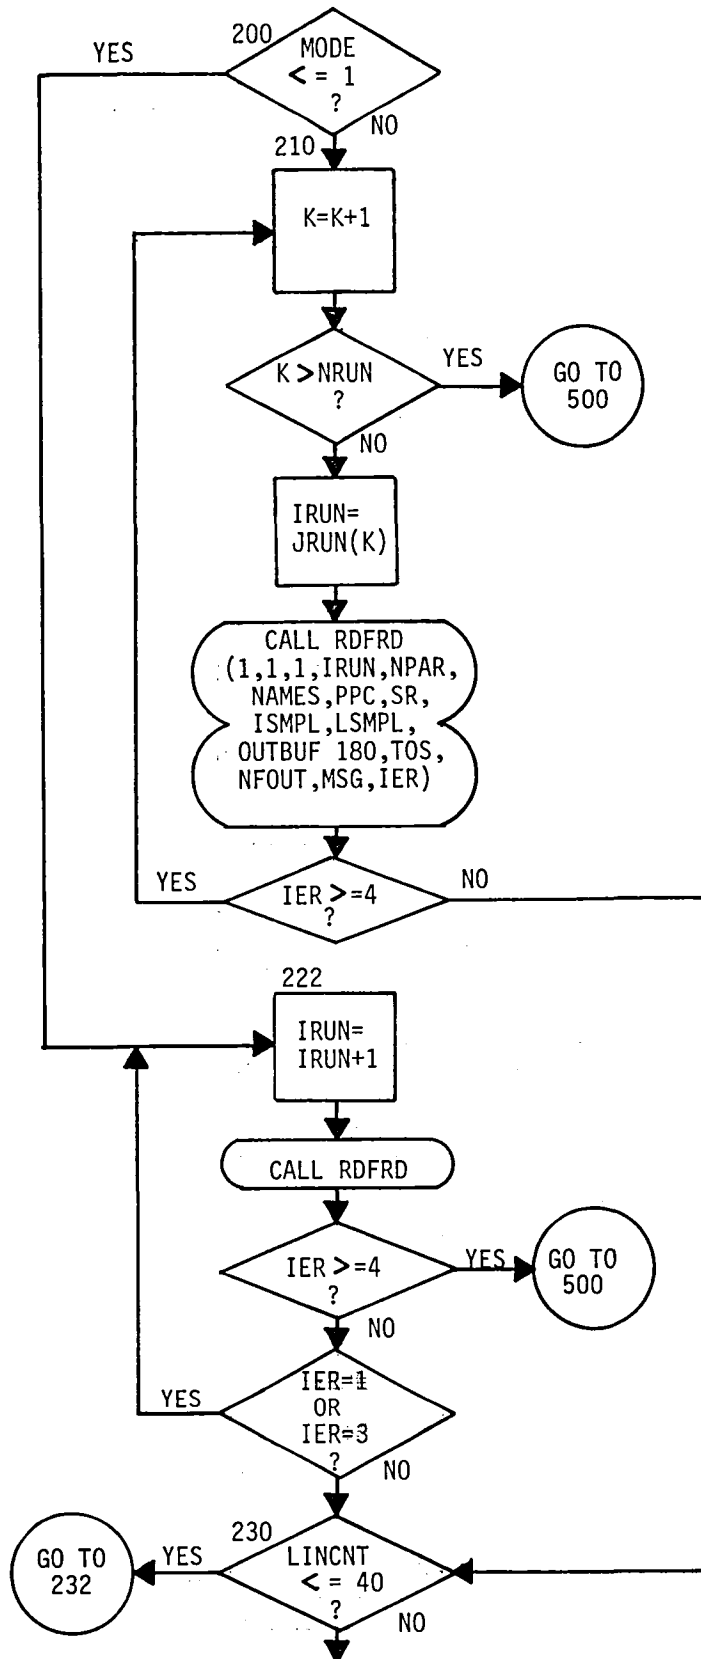 200
YES
MODE
< = 1
?
NO
210
K=K+1
K >NRUN
?
YES
GO TO
500
NO
IRUN=
JRUN(K)
CALL RDFRD
(1,1,1,IRUN,NPAR,
NAMES,PPC,SR,
ISMPL,LSMPL,
OUTBUF 180,TOS,
NFOUT,MSG,IER)
YES
IER >=4
?
NO
222
IRUN=
IRUN+1
CALL RDFRD
IER >=4
?
YES
GO TO
500
NO
YES
IER=1
OR
IER=3
?
NO
230
GO TO
232
YES
LINCNT
< = 40
?
NO